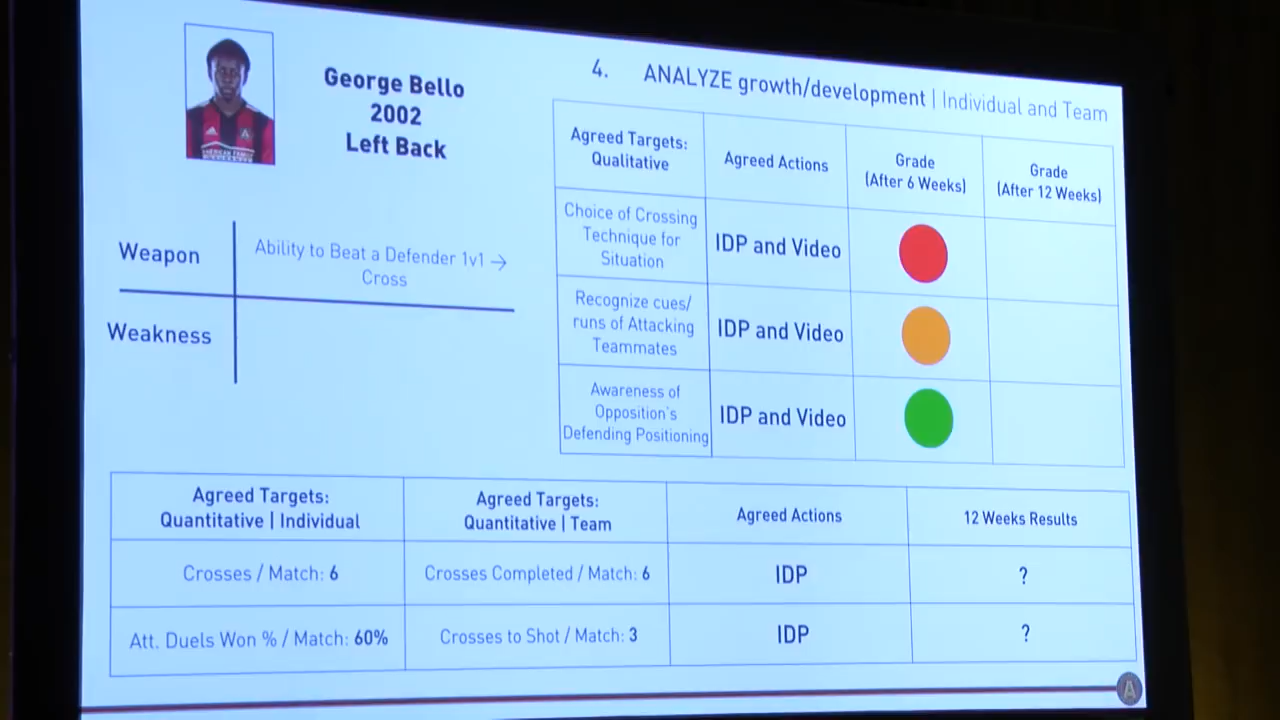 George Bello
2002
Left Back
4. ANALYZE growth/development | Individual and Team
Weapon
Ability to Beat a Defender 1v1 →
Cross
Weakness
Agreed Targets:
Qualitative
Agreed Actions
Grade
(After 6 Weeks)
Grade
(After 12 Weeks)
Choice of Crossing
Technique for
Situation
IDP and Video
Recognize cues/
runs of Attacking
Teammates
IDP and Video
Awareness of
Opposition's
Defending Positioning
IDP and Video
Agreed Targets:
Quantitative | Individual
Agreed Targets:
Quantitative | Team
Agreed Actions
12 Weeks Results
Crosses / Match: 6
Crosses Completed / Match: 6
IDP
?
Att. Duels Won % / Match: 60%
Crosses to Shot / Match: 3
IDP
?
A